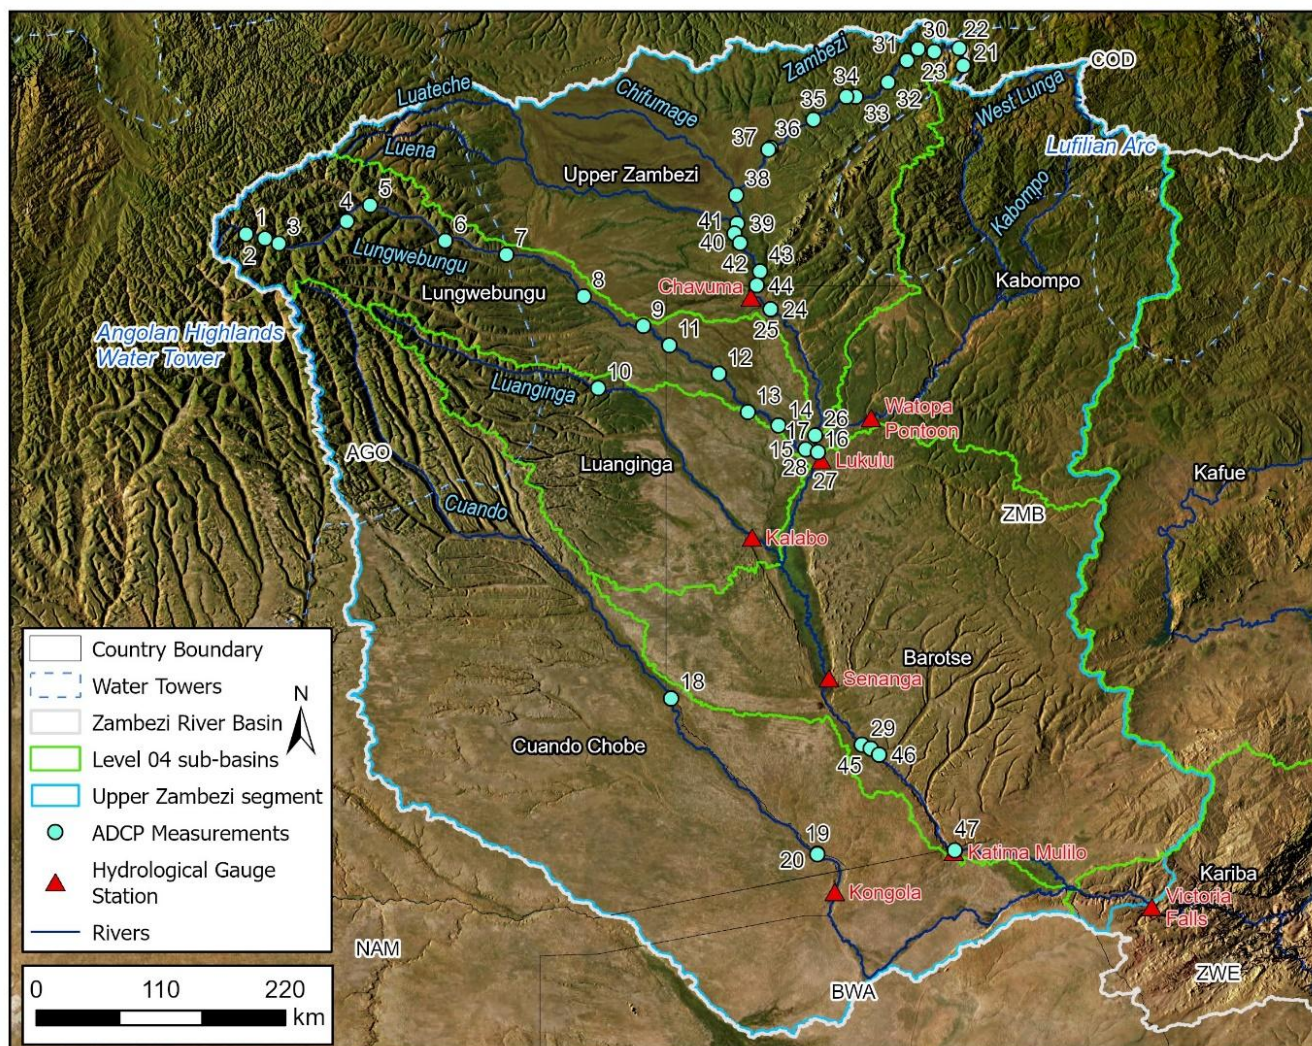 30
22
31
Zambezi
21
COD
23
Luateche
Chifumage
34
32
West Lunga
35
33
Luena
37
36
Lufilian Arc
Upper Zambezi
38
5
4
Kabompo
1
3
41
39
6
7
40
2
Lungwebungu
42
43
Kabompo
8
Chavuma
44
Lungwebungu
24
9
25
Angolan Highlands
Water Tower
11
12
10
Luanginga
13
14
26
Watopa
Pontoon
17
16
AGO
15
Lukulu
Luanginga
28
27
Kafue
Cuando
ZMB
Kalabo
Barotse
Senanga
18
29
Cuando Chobe
45
46
19
47
20
Katima Mulilo
Kariba
Kongola
Victoria
Falls
NAM
ZWE
BWA
Country Boundary
Water Towers
N
Zambezi River Basin
Level 04 sub-basins
Upper Zambezi segment
ADCP Measurements
Hydrological Gauge
Station
Rivers
0 110 220
km